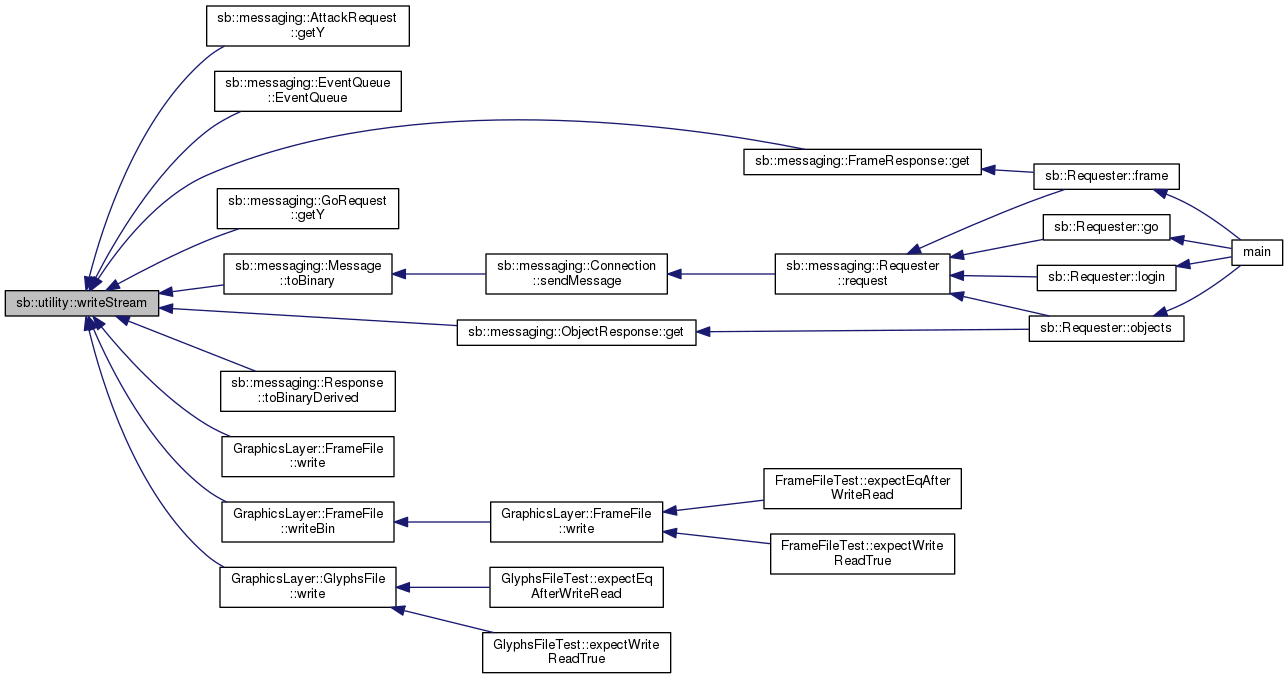 sb::messaging::AttackRequest
::getY
sb::messaging::EventQueue
::EventQueue
sb::messaging::FrameResponse::get
sb::Requester::frame
sb::messaging::GoRequest
::getY
sb::Requester::go
main
sb::messaging::Message
::toBinary
sb::messaging::Connection
::sendMessage
sb::messaging::Requester
::request
sb::Requester::login
sb::utility::writeStream
sb::messaging::ObjectResponse::get
sb::Requester::objects
sb::messaging::Response
::toBinaryDerived
GraphicsLayer::FrameFile
::write
GraphicsLayer::FrameFile
::writeBin
GraphicsLayer::FrameFile
::write
FrameFileTest::expectEqAfter
WriteRead
FrameFileTest::expectWrite
ReadTrue
GraphicsLayer::GlyphsFile
::write
GlyphsFileTest::expectEq
AfterWriteRead
GlyphsFileTest::expectWrite
ReadTrue